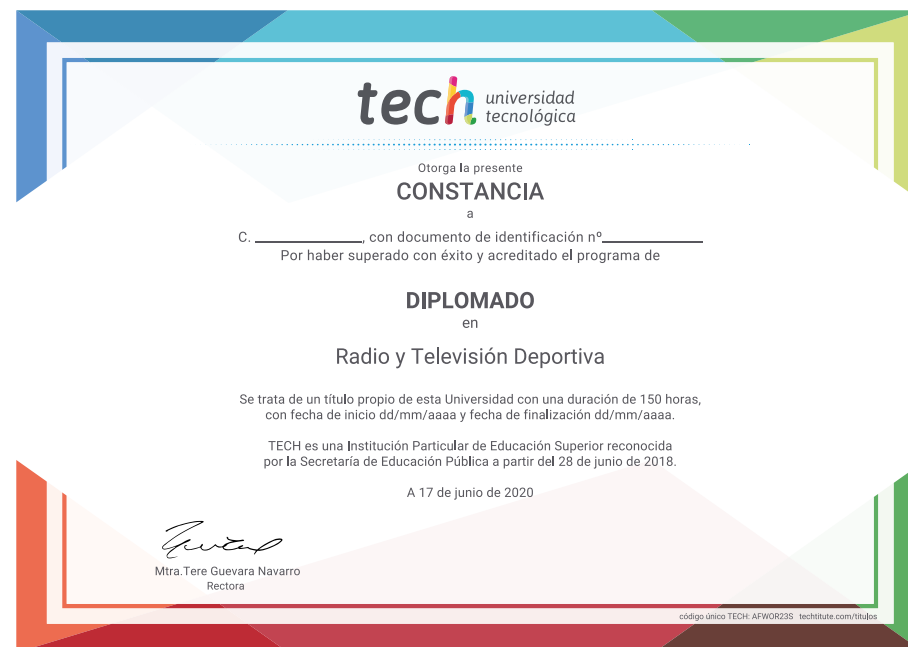 tech universidad
tecnológica
Otorga la presente
CONSTANCIA
a
C. ______________, con documento de identificación nº_____________
Por haber superado con éxito y acreditado el programa de
DIPLOMADO
en
Radio y Televisión Deportiva
Se trata de un título propio de esta Universidad con una duración de 150 horas,
con fecha de inicio dd/mm/aaaa y fecha de finalización dd/mm/aaaa.
TECH es una Institución Particular de Educación Superior reconocida
por la Secretaría de Educación Pública a partir del 28 de junio de 2018.
A 17 de junio de 2020
Mtra.Tere Guevara Navarro
Rectora
código único TECH: AFWOR23S techtitute.com/titulos